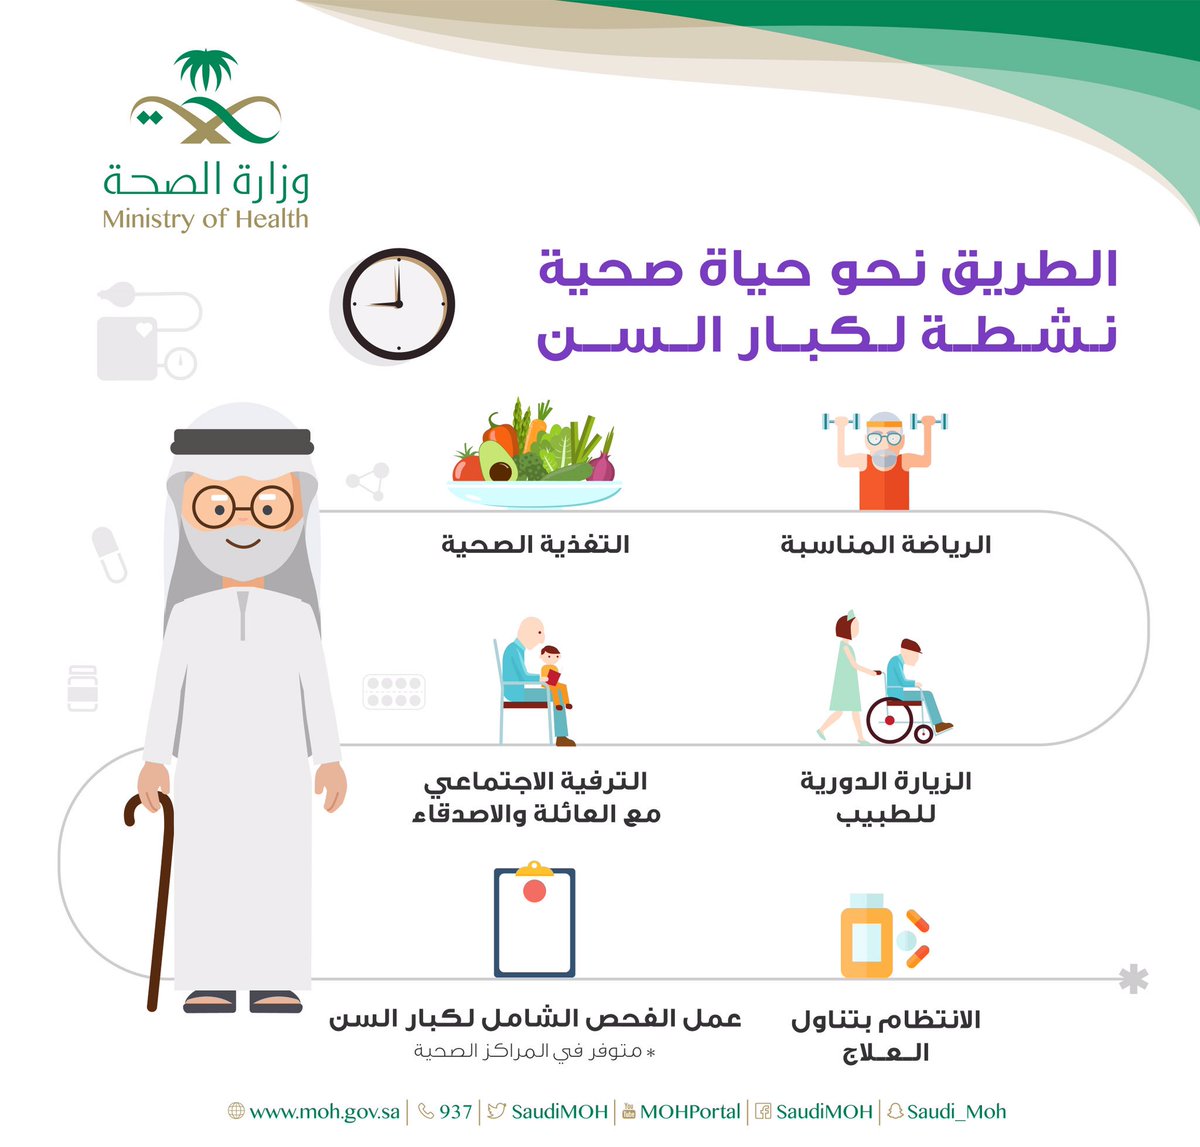 وزارة الصحة
Ministry of Health
الطريق نحو حياة صحية
نشطة لكبار السن
الرياضة المناسبة
التغذية الصحية
الزيارة الدورية
للطبيب
الترفية الاجتماعي
مع العائلة والاصدقاء
الانتظام بتناول
العلاج
عمل الفحص الشامل لكبار السن
* متوفر في المراكز الصحية
www.moh.gov.sa | 937 | SaudiMOH | MOHPortal | SaudiMOH | Saudi_Moh